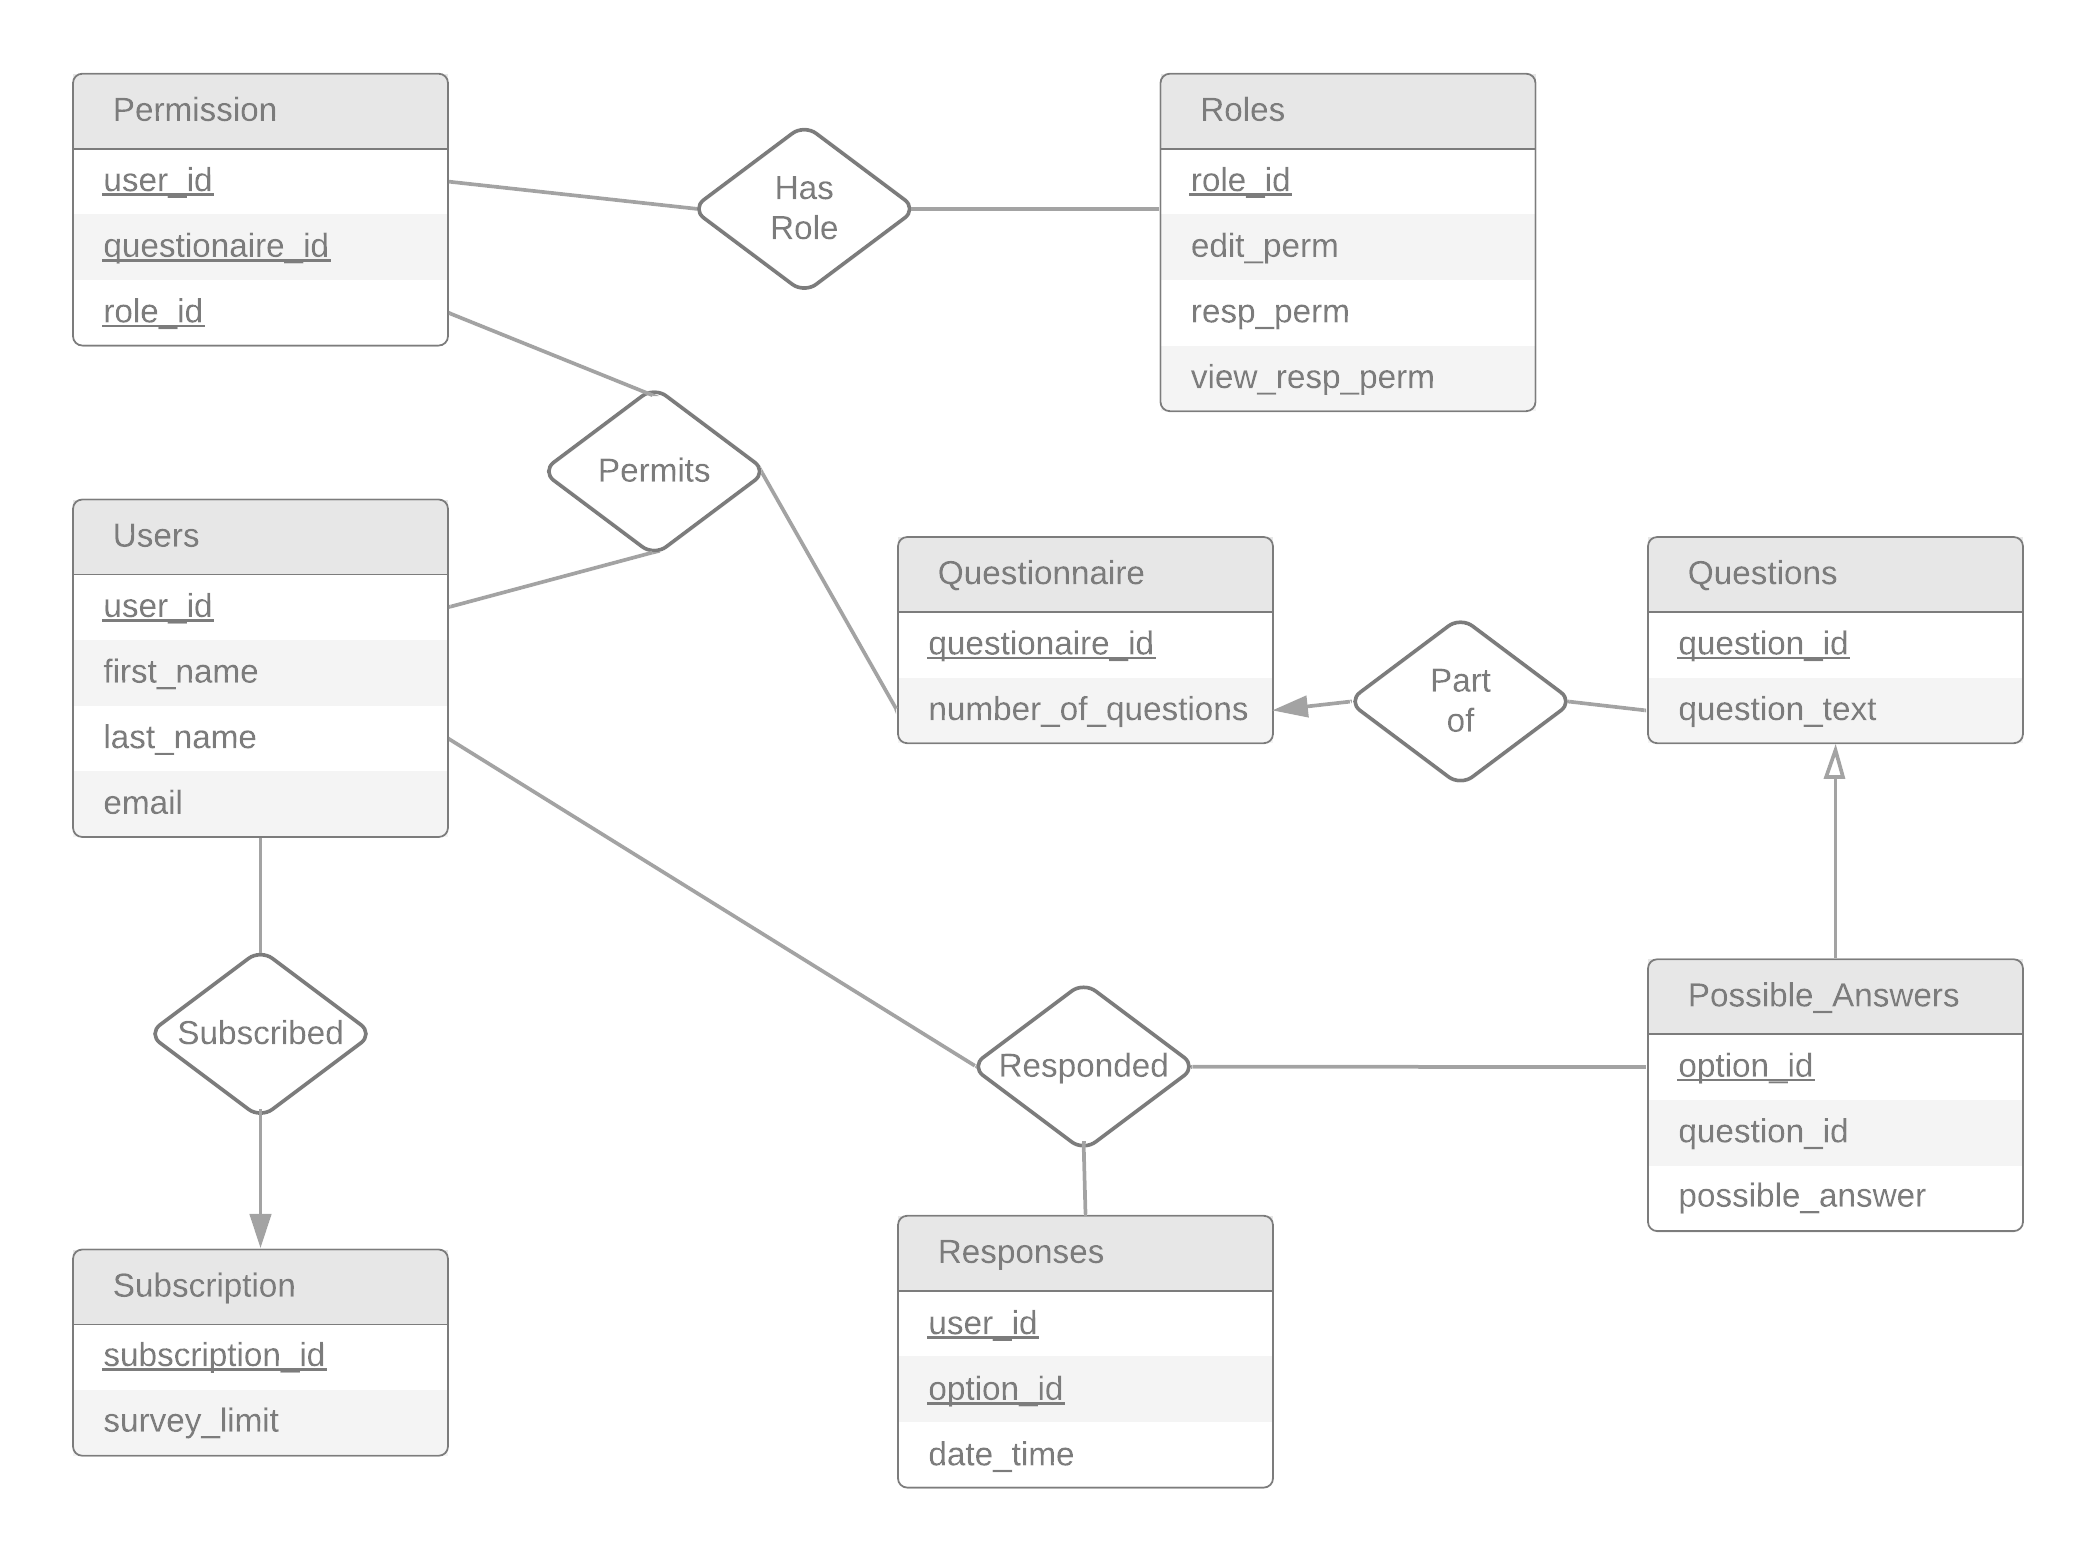 Permission
user_id
questionaire_id
role_id
Has
Role
Roles
role_id
edit_perm
resp_perm
view_resp_perm
Permits
Users
user_id
first_name
last_name
email
Questionnaire
questionaire_id
number_of_questions
Part
of
Questions
question_id
question_text
Subscribed
Responded
Possible_Answers
option_id
question_id
possible_answer
Subscription
subscription_id
survey_limit
Responses
user_id
option_id
date_time